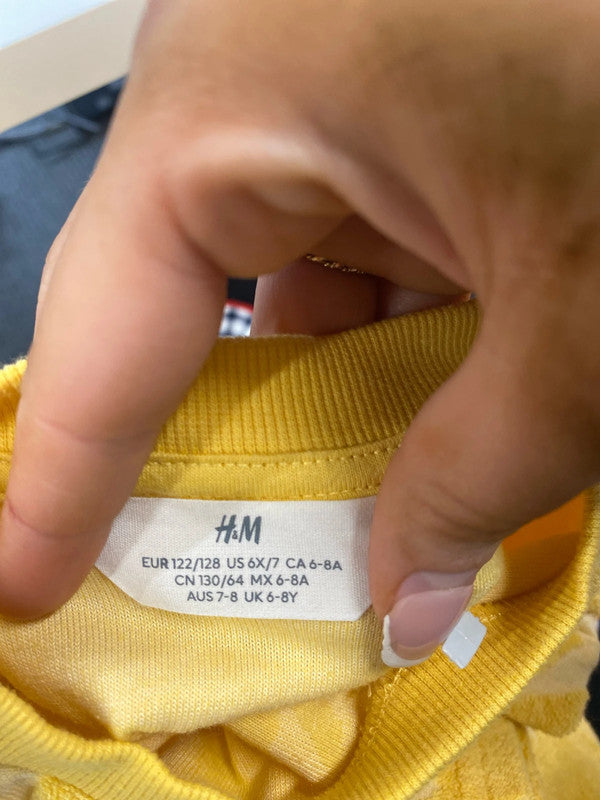 H&M
EUR 122/128 US 6X/7 CA 6-8A
CN 130/64 MX 6-8A
AUS 7-8 UK 6-8Y